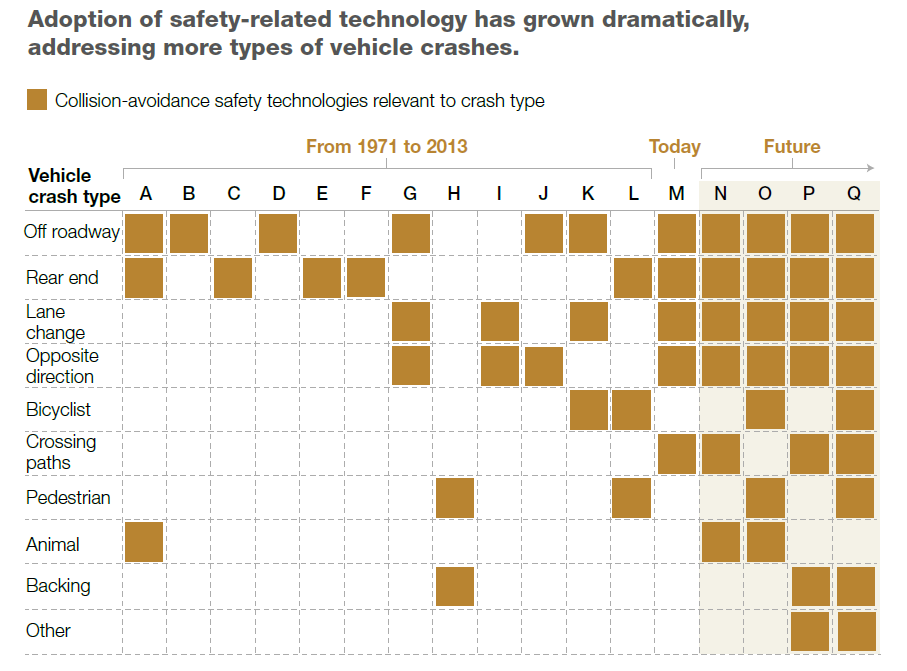 Adoption of safety-related technology has grown dramatically,
addressing more types of vehicle crashes.
Collision-avoidance safety technologies relevant to crash type
From 1971 to 2013 Today Future
Vehicle
crash type A B C D E F G H I J K L M N O P Q
Off roadway
Rear end
Lane
change
Opposite
direction
Bicyclist
Crossing
paths
Pedestrian
Animal
Backing
Other